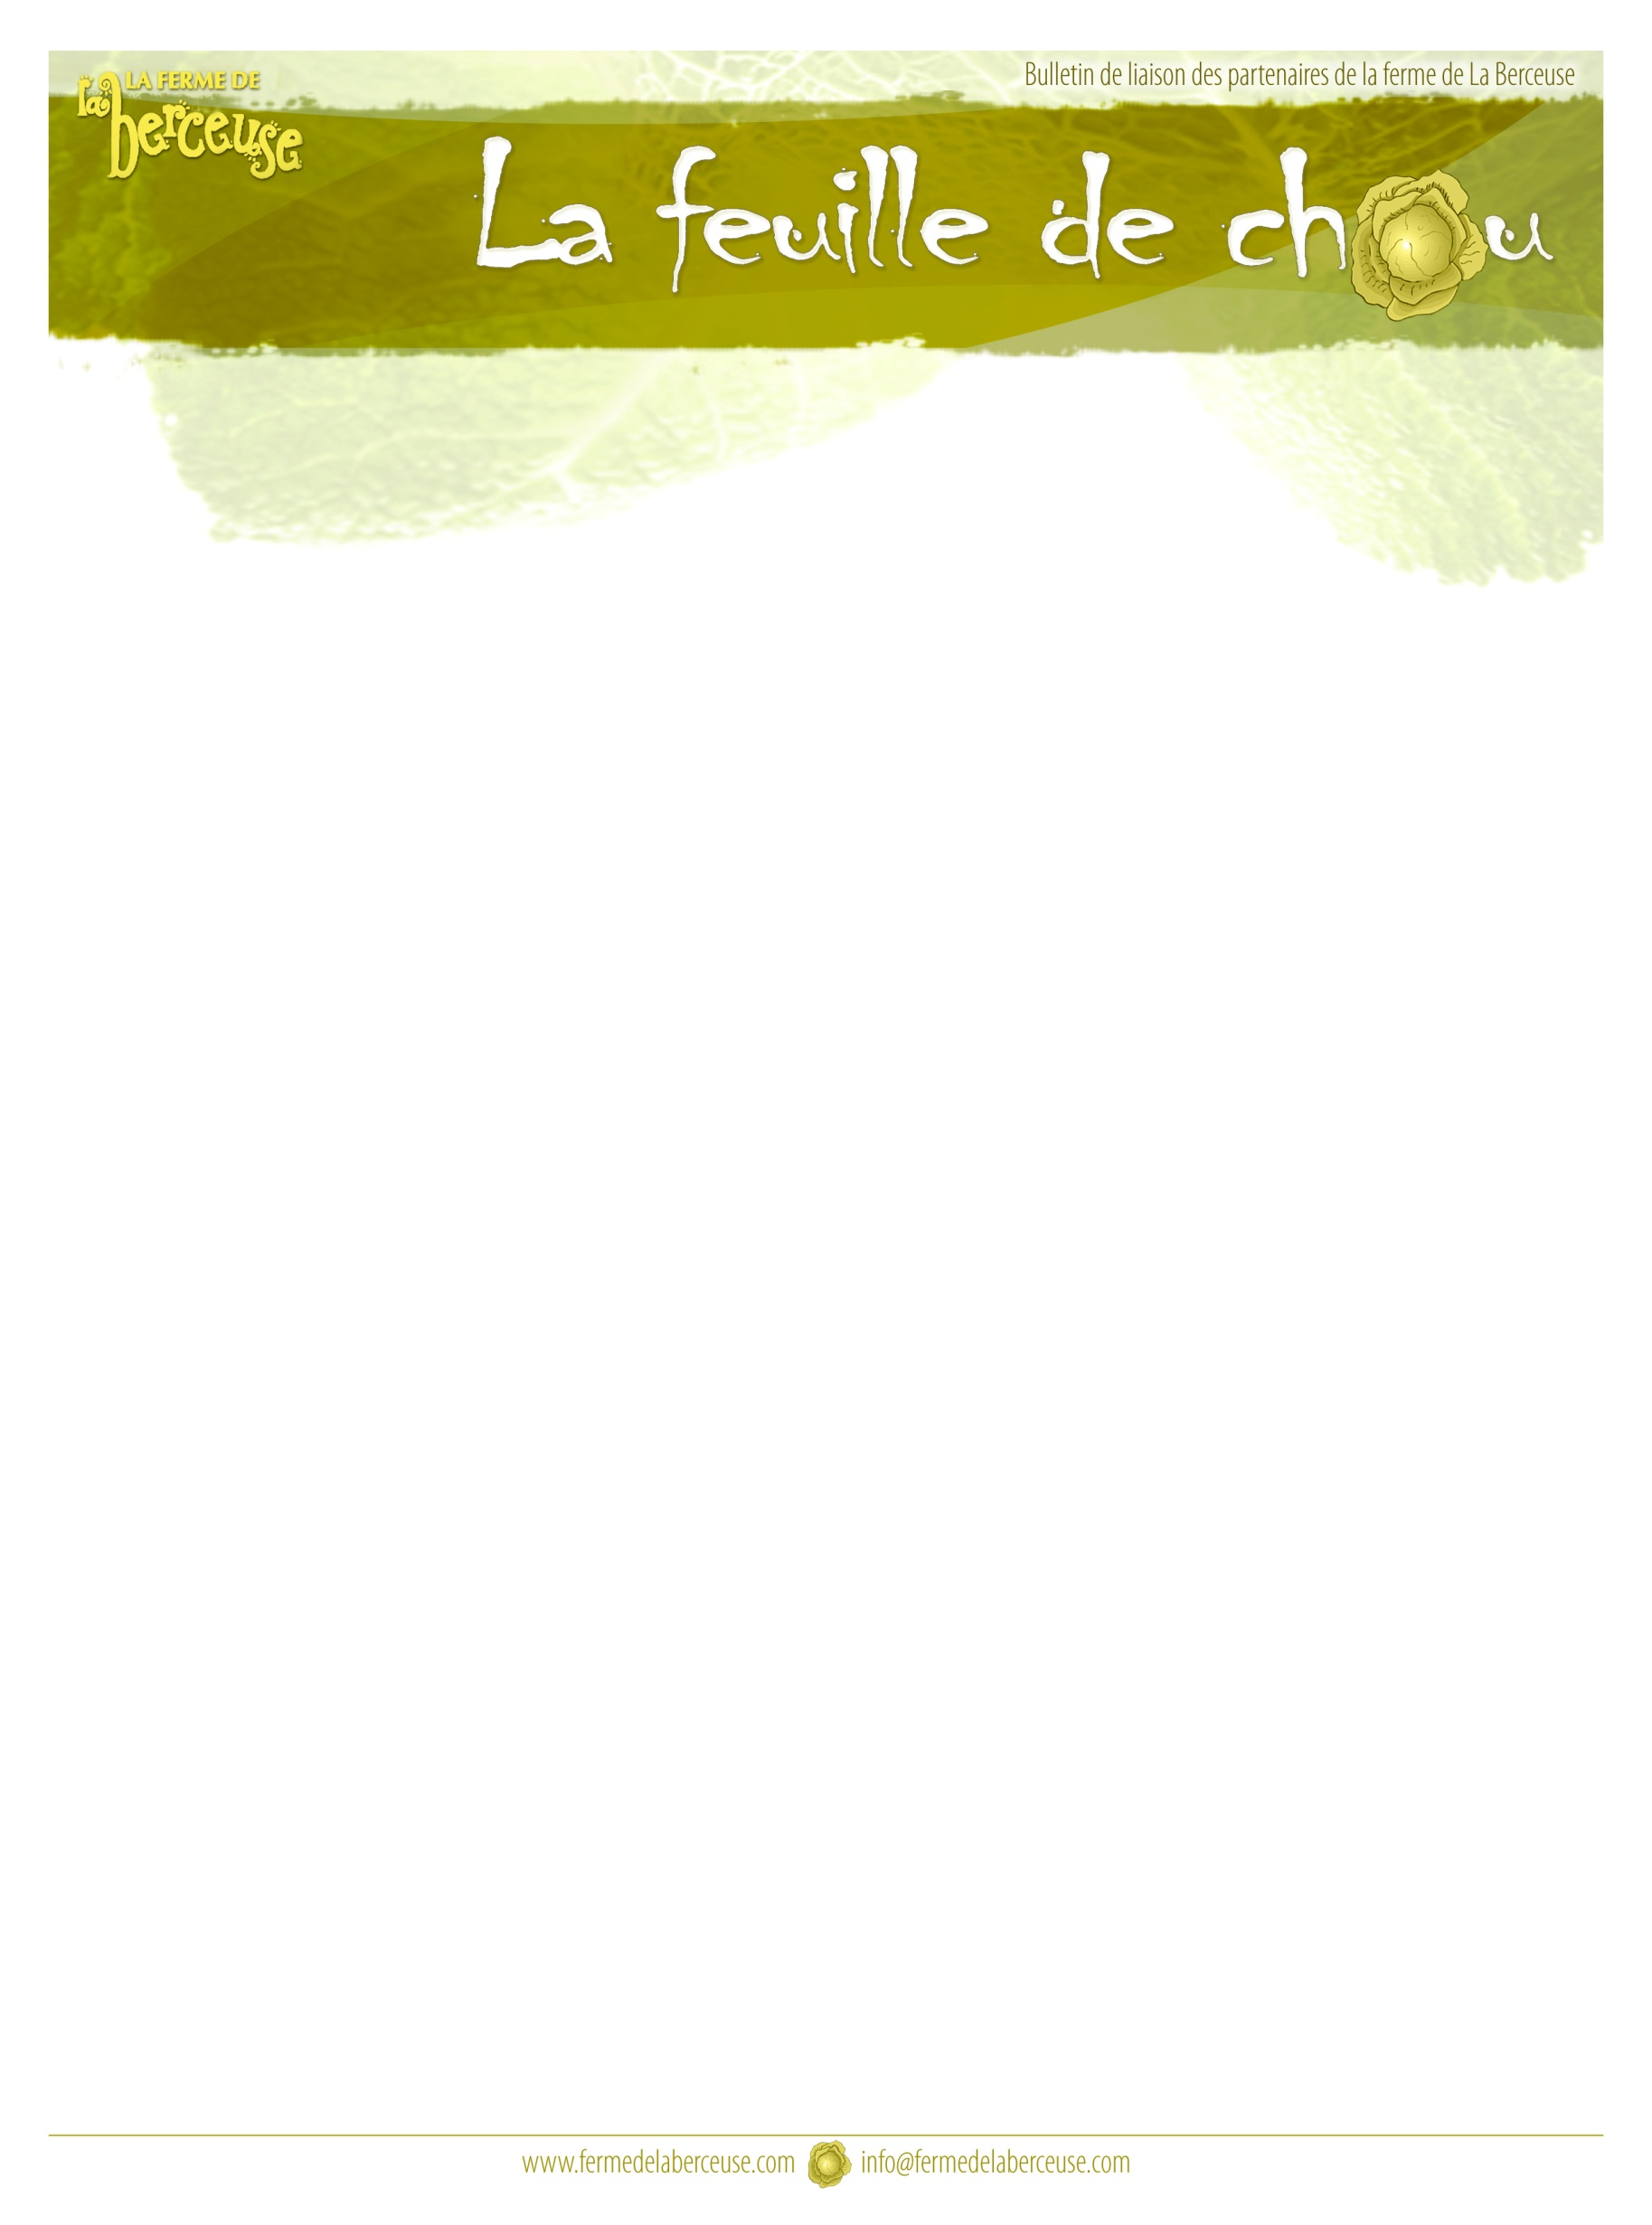 Bulletin de liaison des partenaires de la ferme de La Berceuse
LA FERME DE
la berceuse
La feuille de chou
www.fermedelaberceuse.com info@fermedelaberceuse.com